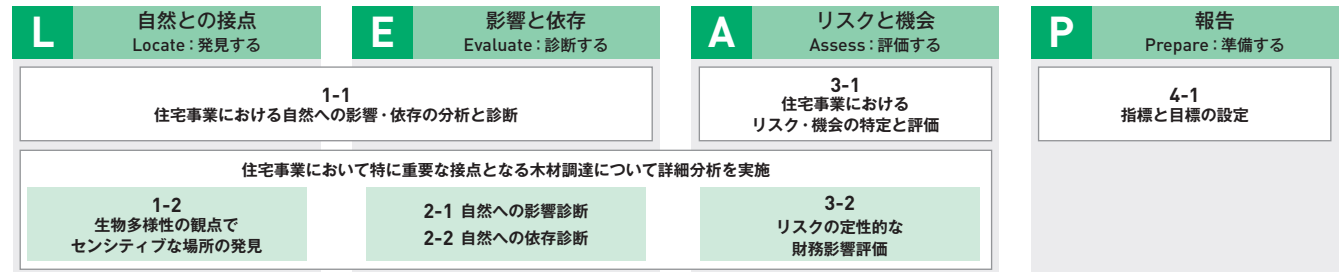 L
自然との接点
Locate：発見する
E
影響と依存
Evaluate：診断する
A
リスクと機会
Assess：評価する
P
報告
Prepare：準備する
1-1
住宅事業における自然への影響・依存の分析と診断
3-1
住宅事業における
リスク・機会の特定と評価
4-1
指標と目標の設定
住宅事業において特に重要な接点となる木材調達について詳細分析を実施
1-2
生物多様性の観点で
センシティブな場所の発見
2-1 自然への影響診断
2-2 自然への依存診断
3-2
リスクの定性的な
財務影響評価